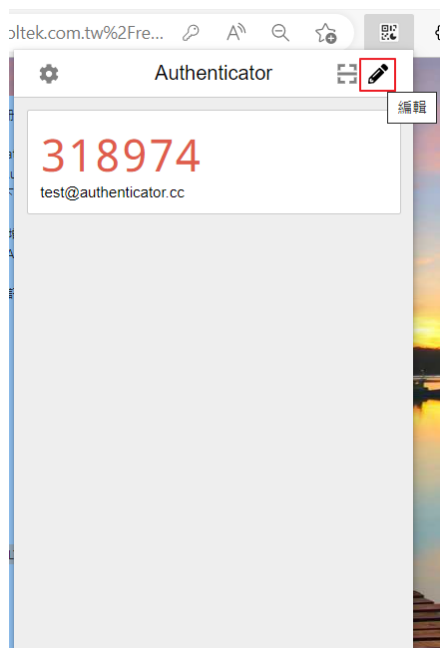 oltek.com.tw%2Fre...
Authenticator
編輯
318974
test@authenticator.cc